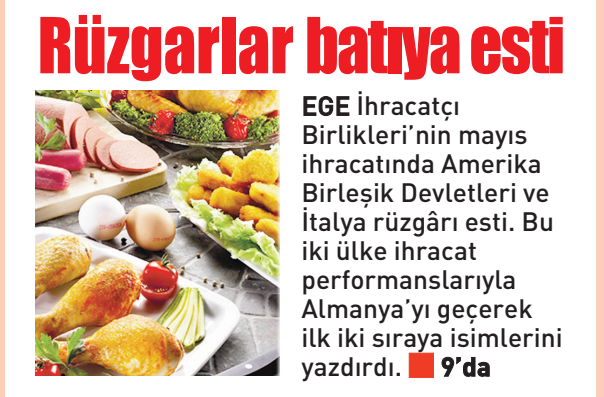 Rüzgarlar batıya esti
EGE İhracatçı
Birlikleri’nin mayıs
ihracatında Amerika
Birleşik Devletleri ve
İtalya rüzgârı esti. Bu
iki ülke ihracat
performanslarıyla
Almanya’yı geçerek
ilk iki sıraya isimlerini
yazdırdı. 9’da